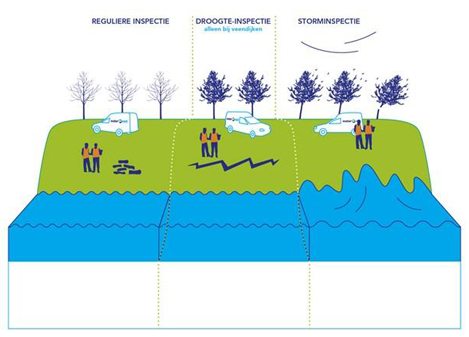 REGULIERE INSPECTIE
DROOGTE-INSPECTIE
alleen bij veendijken
STORMINSPECTIE